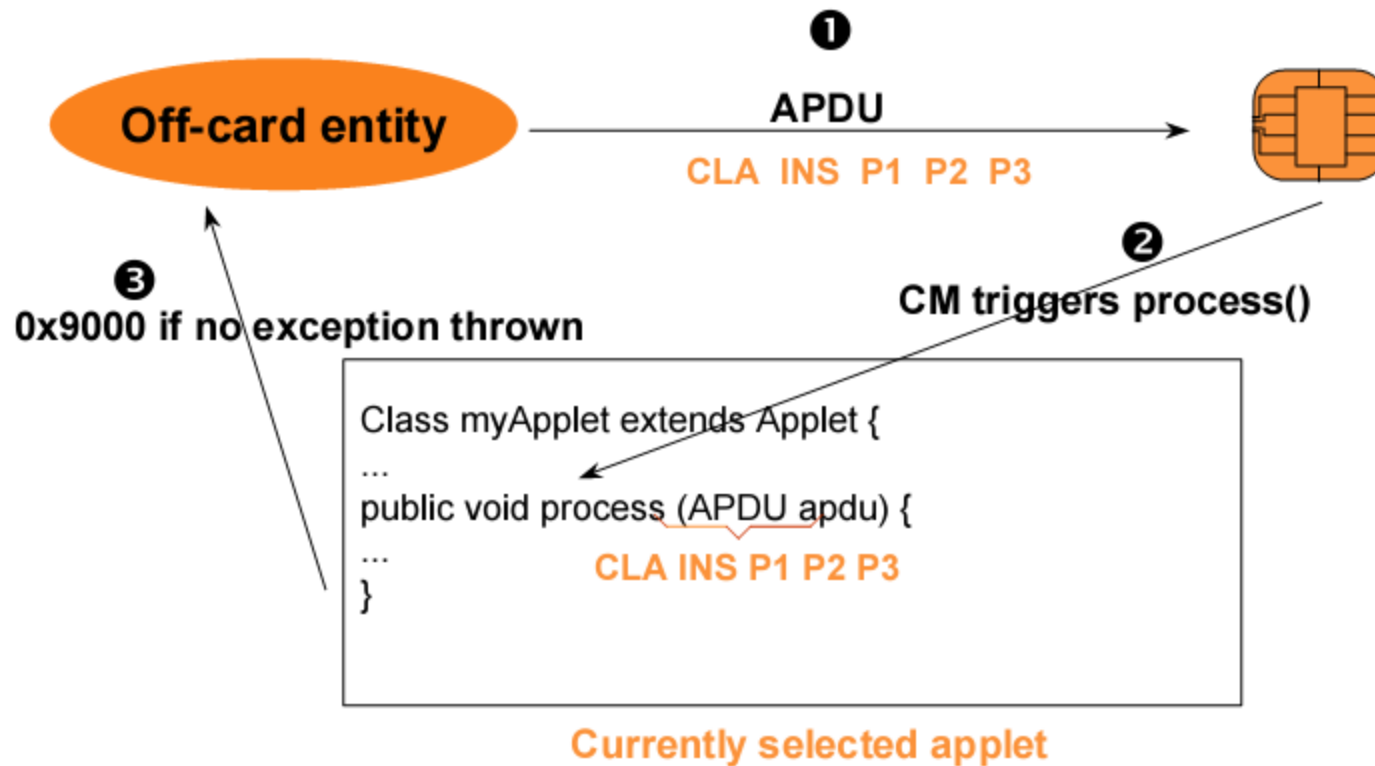 ❶
Off-card entity
APDU
CLA INS P1 P2 P3
❷
CM triggers process()
❸
0x9000 if no exception thrown
Class myApplet extends Applet {
...
public void process (APDU apdu) {
...
CLA INS P1 P2 P3
}
Currently selected applet